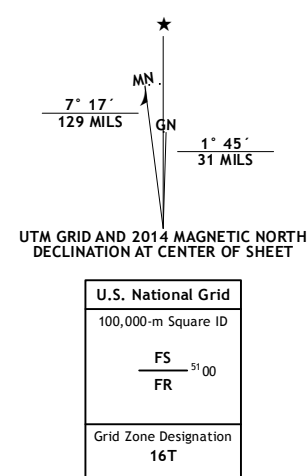 ★
MN
7° 17´
129 MILS
GN
1° 45´
31 MILS
UTM GRID AND 2014 MAGNETIC NORTH
DECLINATION AT CENTER OF SHEET
U.S. National Grid
100,000-m Square ID
FS
5100
FR
Grid Zone Designation
16T